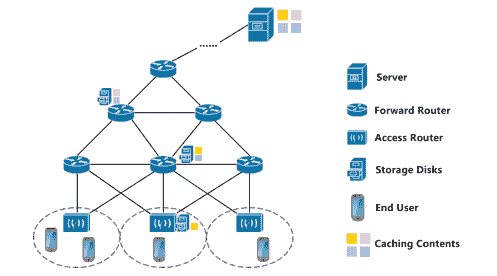 Server
Forward Router
Access Router
Storage Disks
End User
Caching Contents